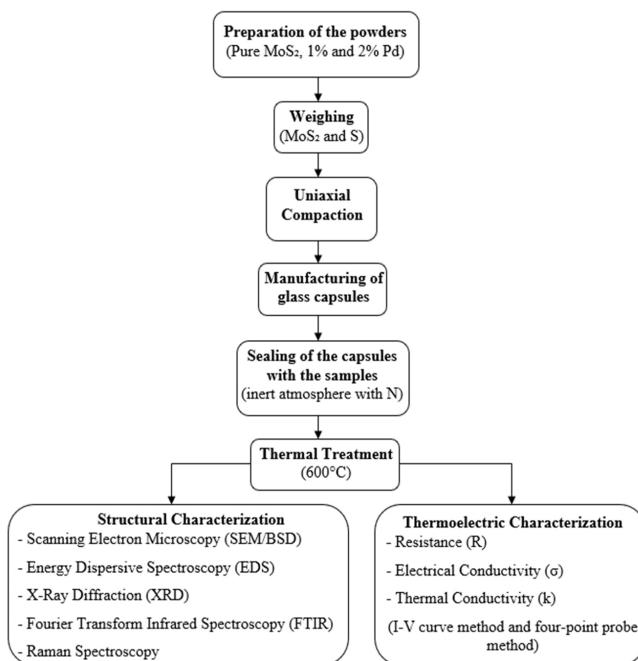 Preparation of the powders
(Pure MoS₂, 1% and 2% Pd)
Weighing
(MoS₂ and S)
Uniaxial
Compaction
Manufacturing of
glass capsules
Sealing of the capsules
with the samples
(inert atmosphere with N)
Thermal Treatment
(600°C)
Structural Characterization
- Scanning Electron Microscopy (SEM/BSD)
- Energy Dispersive Spectroscopy (EDS)
- X-Ray Diffraction (XRD)
- Fourier Transform Infrared Spectroscopy (FTIR)
- Raman Spectroscopy
Thermoelectric Characterization
- Resistance (R)
- Electrical Conductivity (σ)
- Thermal Conductivity (k)
(I-V curve method and four-point probe
method)